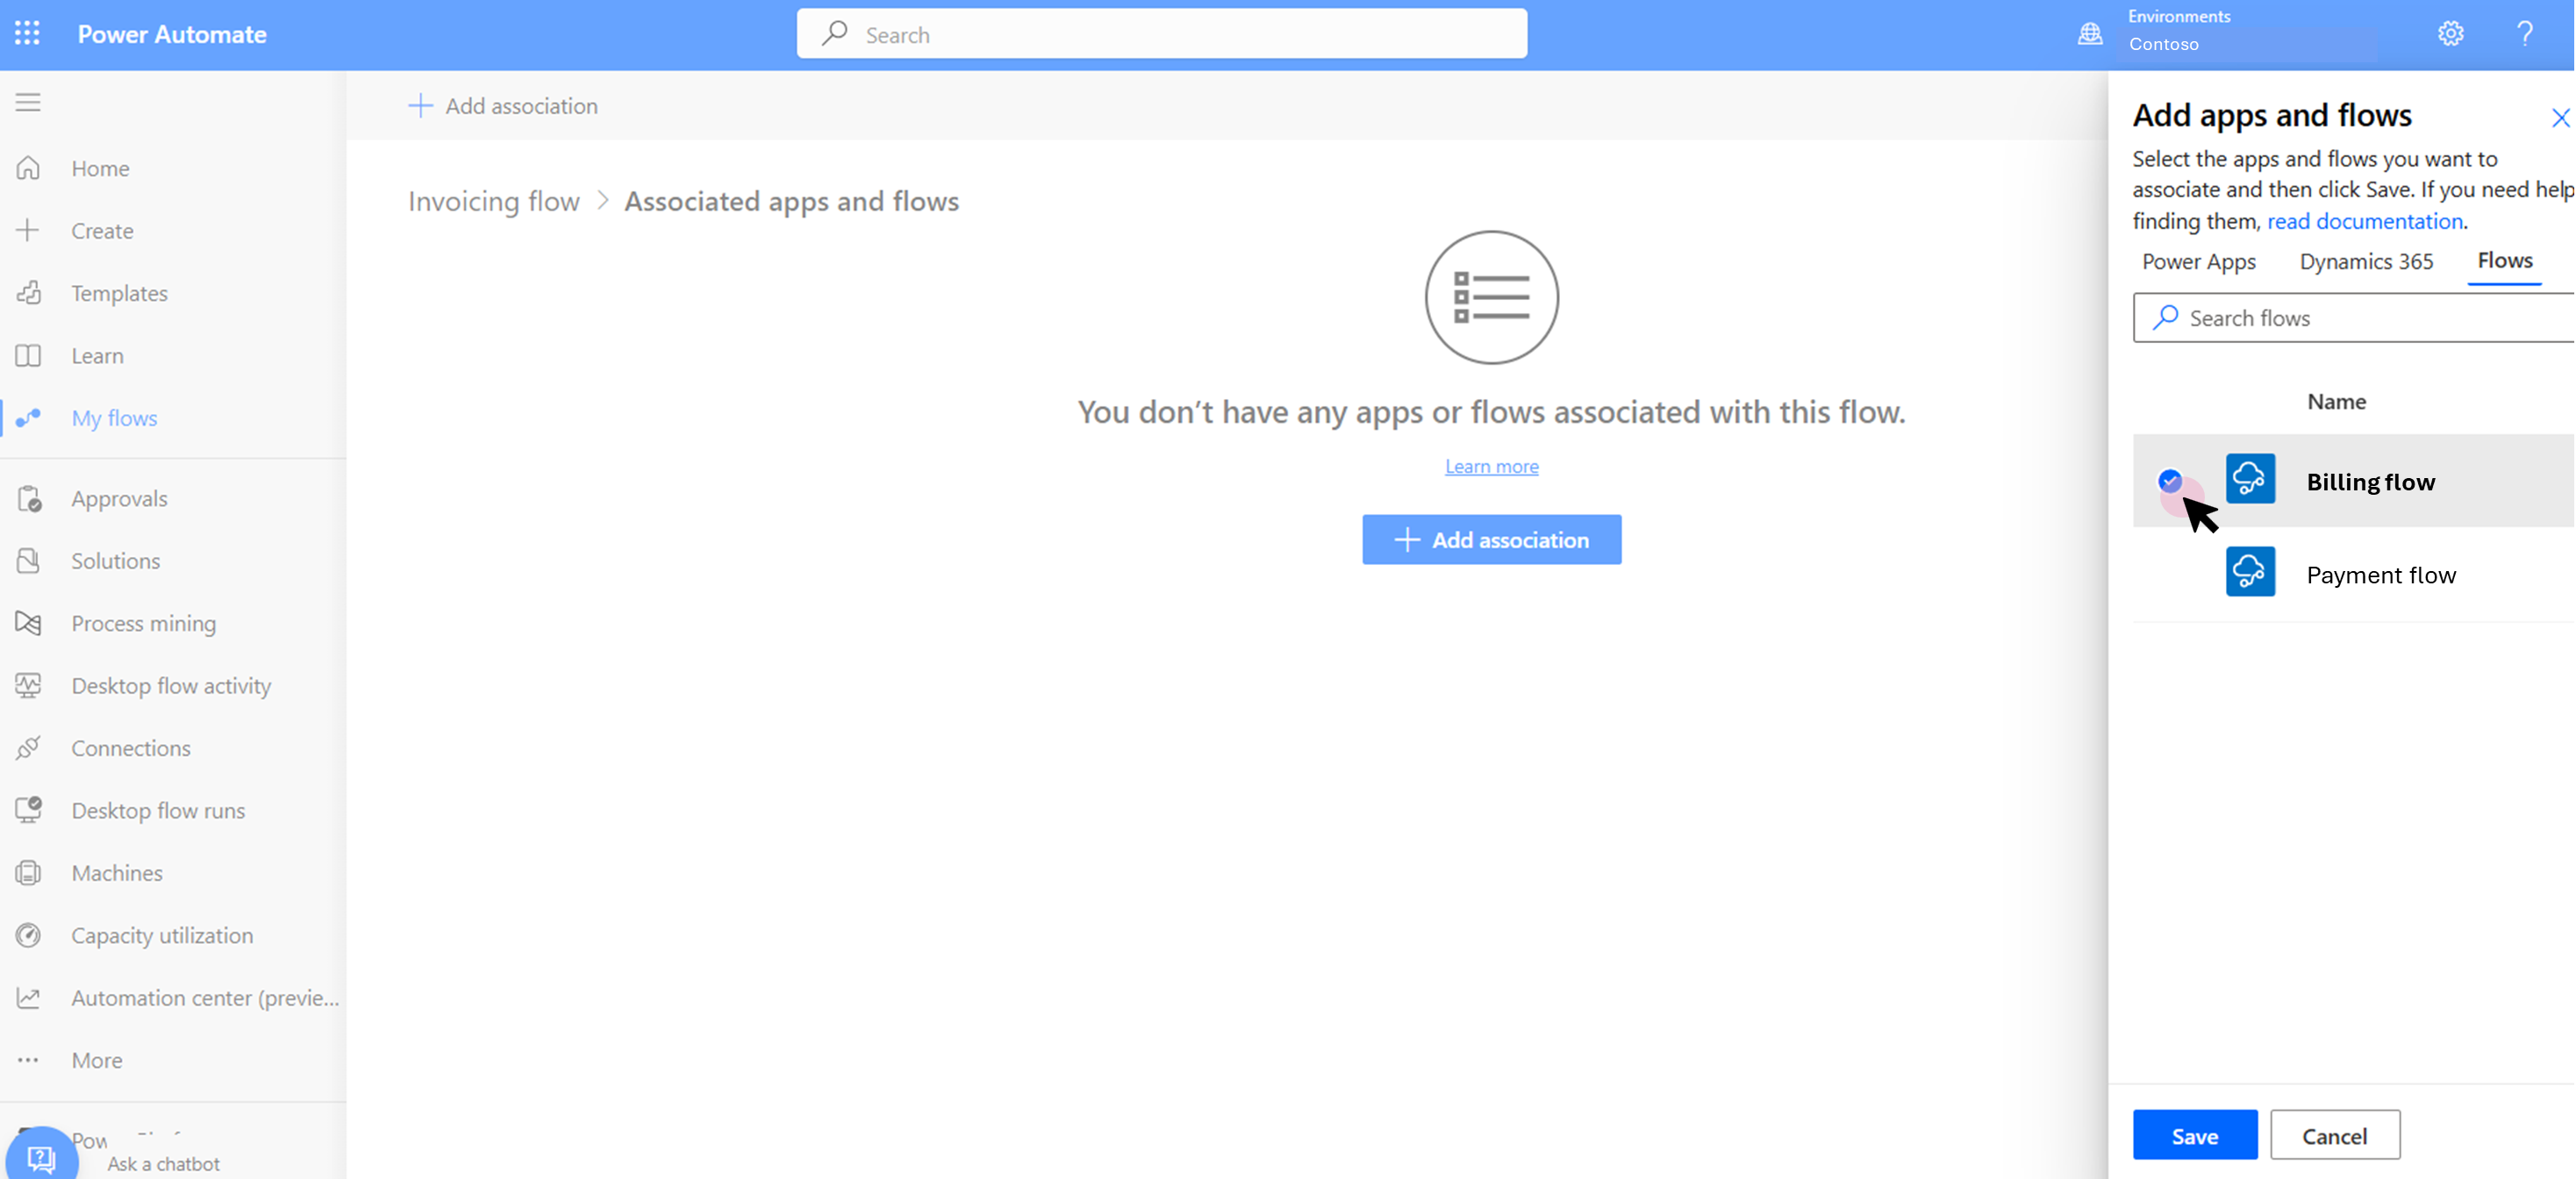 Power Automate
Search
Environments
Contoso
Home
Create
Templates
Learn
My flows
Approvals
Solutions
Process mining
Desktop flow activity
Connections
Desktop flow runs
Machines
Capacity utilization
Automation center (previe...
More
Ask a chatbot
Add association
Invoicing flow > Associated apps and flows
You don't have any apps or flows associated with this flow.
Learn more
Add association
Add apps and flows
Select the apps and flows you want to
associate and then click Save. If you need help
finding them, read documentation.
Power Apps Dynamics 365 Flows
Search flows
Name
Billing flow
Payment flow
Save Cancel